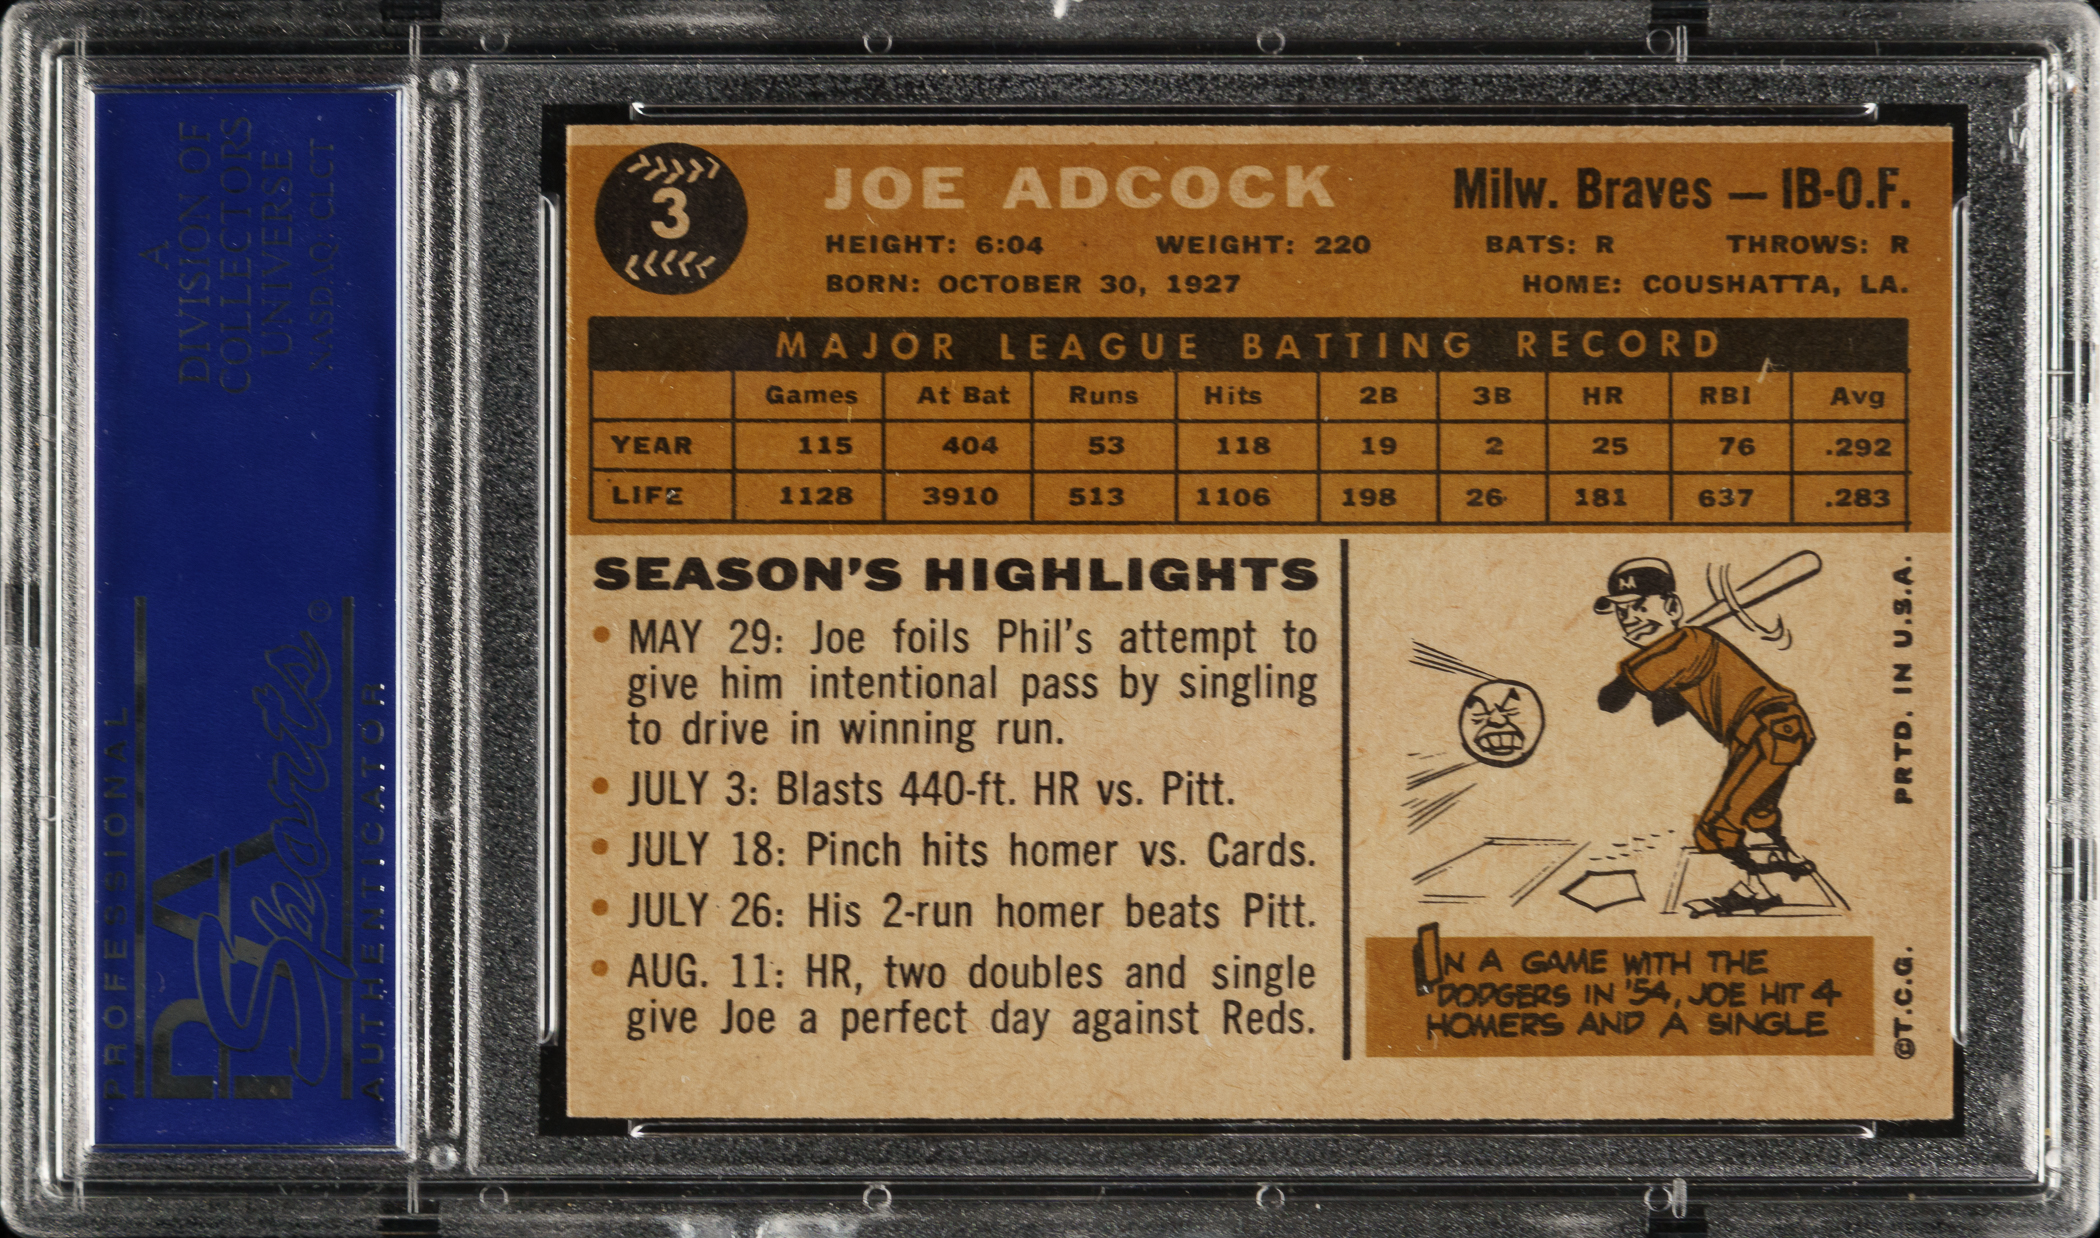 A
DIVISION OF
COLLECTORS
UNIVERSE
NASDAQ: CLCT
PROFESSIONAL
PSA
Sports
©
AUTHENTICATOR
3
JOE ADCOCK
Milw. Braves — IB-O.F.
HEIGHT: 6:04 WEIGHT: 220 BATS: R THROWS: R
BORN: OCTOBER 30, 1927 HOME: COUSHATTA, LA.
MAJOR LEAGUE BATTING RECORD
Games At Bat Runs Hits 2B 3B HR RBI Avg
YEAR 115 404 53 118 19 2 25 76 .292
LIFE 1128 3910 513 1106 198 26 181 637 .283
SEASON'S HIGHLIGHTS
• MAY 29: Joe foils Phil's attempt to
give him intentional pass by singling
to drive in winning run.
• JULY 3: Blasts 440-ft. HR vs. Pitt.
• JULY 18: Pinch hits homer vs. Cards.
• JULY 26: His 2-run homer beats Pitt.
• AUG. 11: HR, two doubles and single
give Joe a perfect day against Reds.
M
IN A GAME WITH THE
DODGERS IN '54, JOE HIT 4
HOMERS AND A SINGLE
PRTD. IN U.S.A.
©T.C.G.